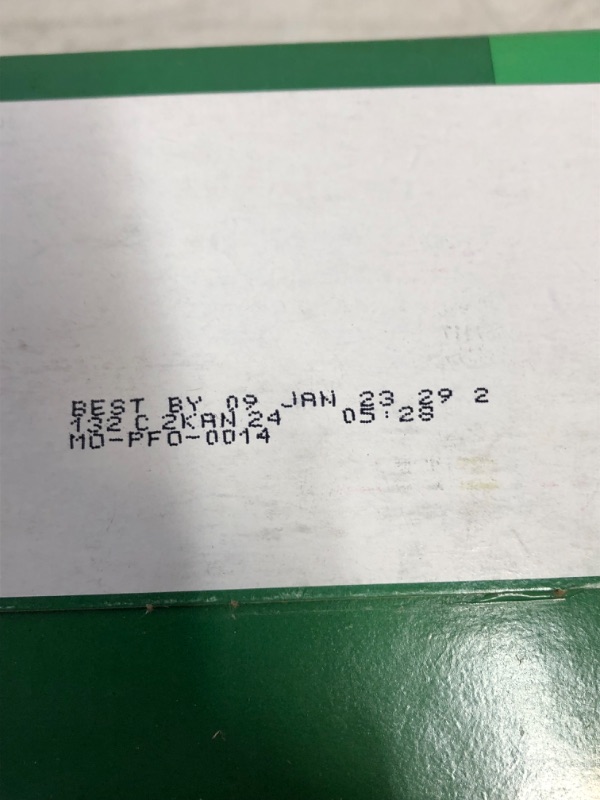 BEST BY 09 JAN 23 29 2
132 C 2KAN 24 05:28
MO-PFO-0014